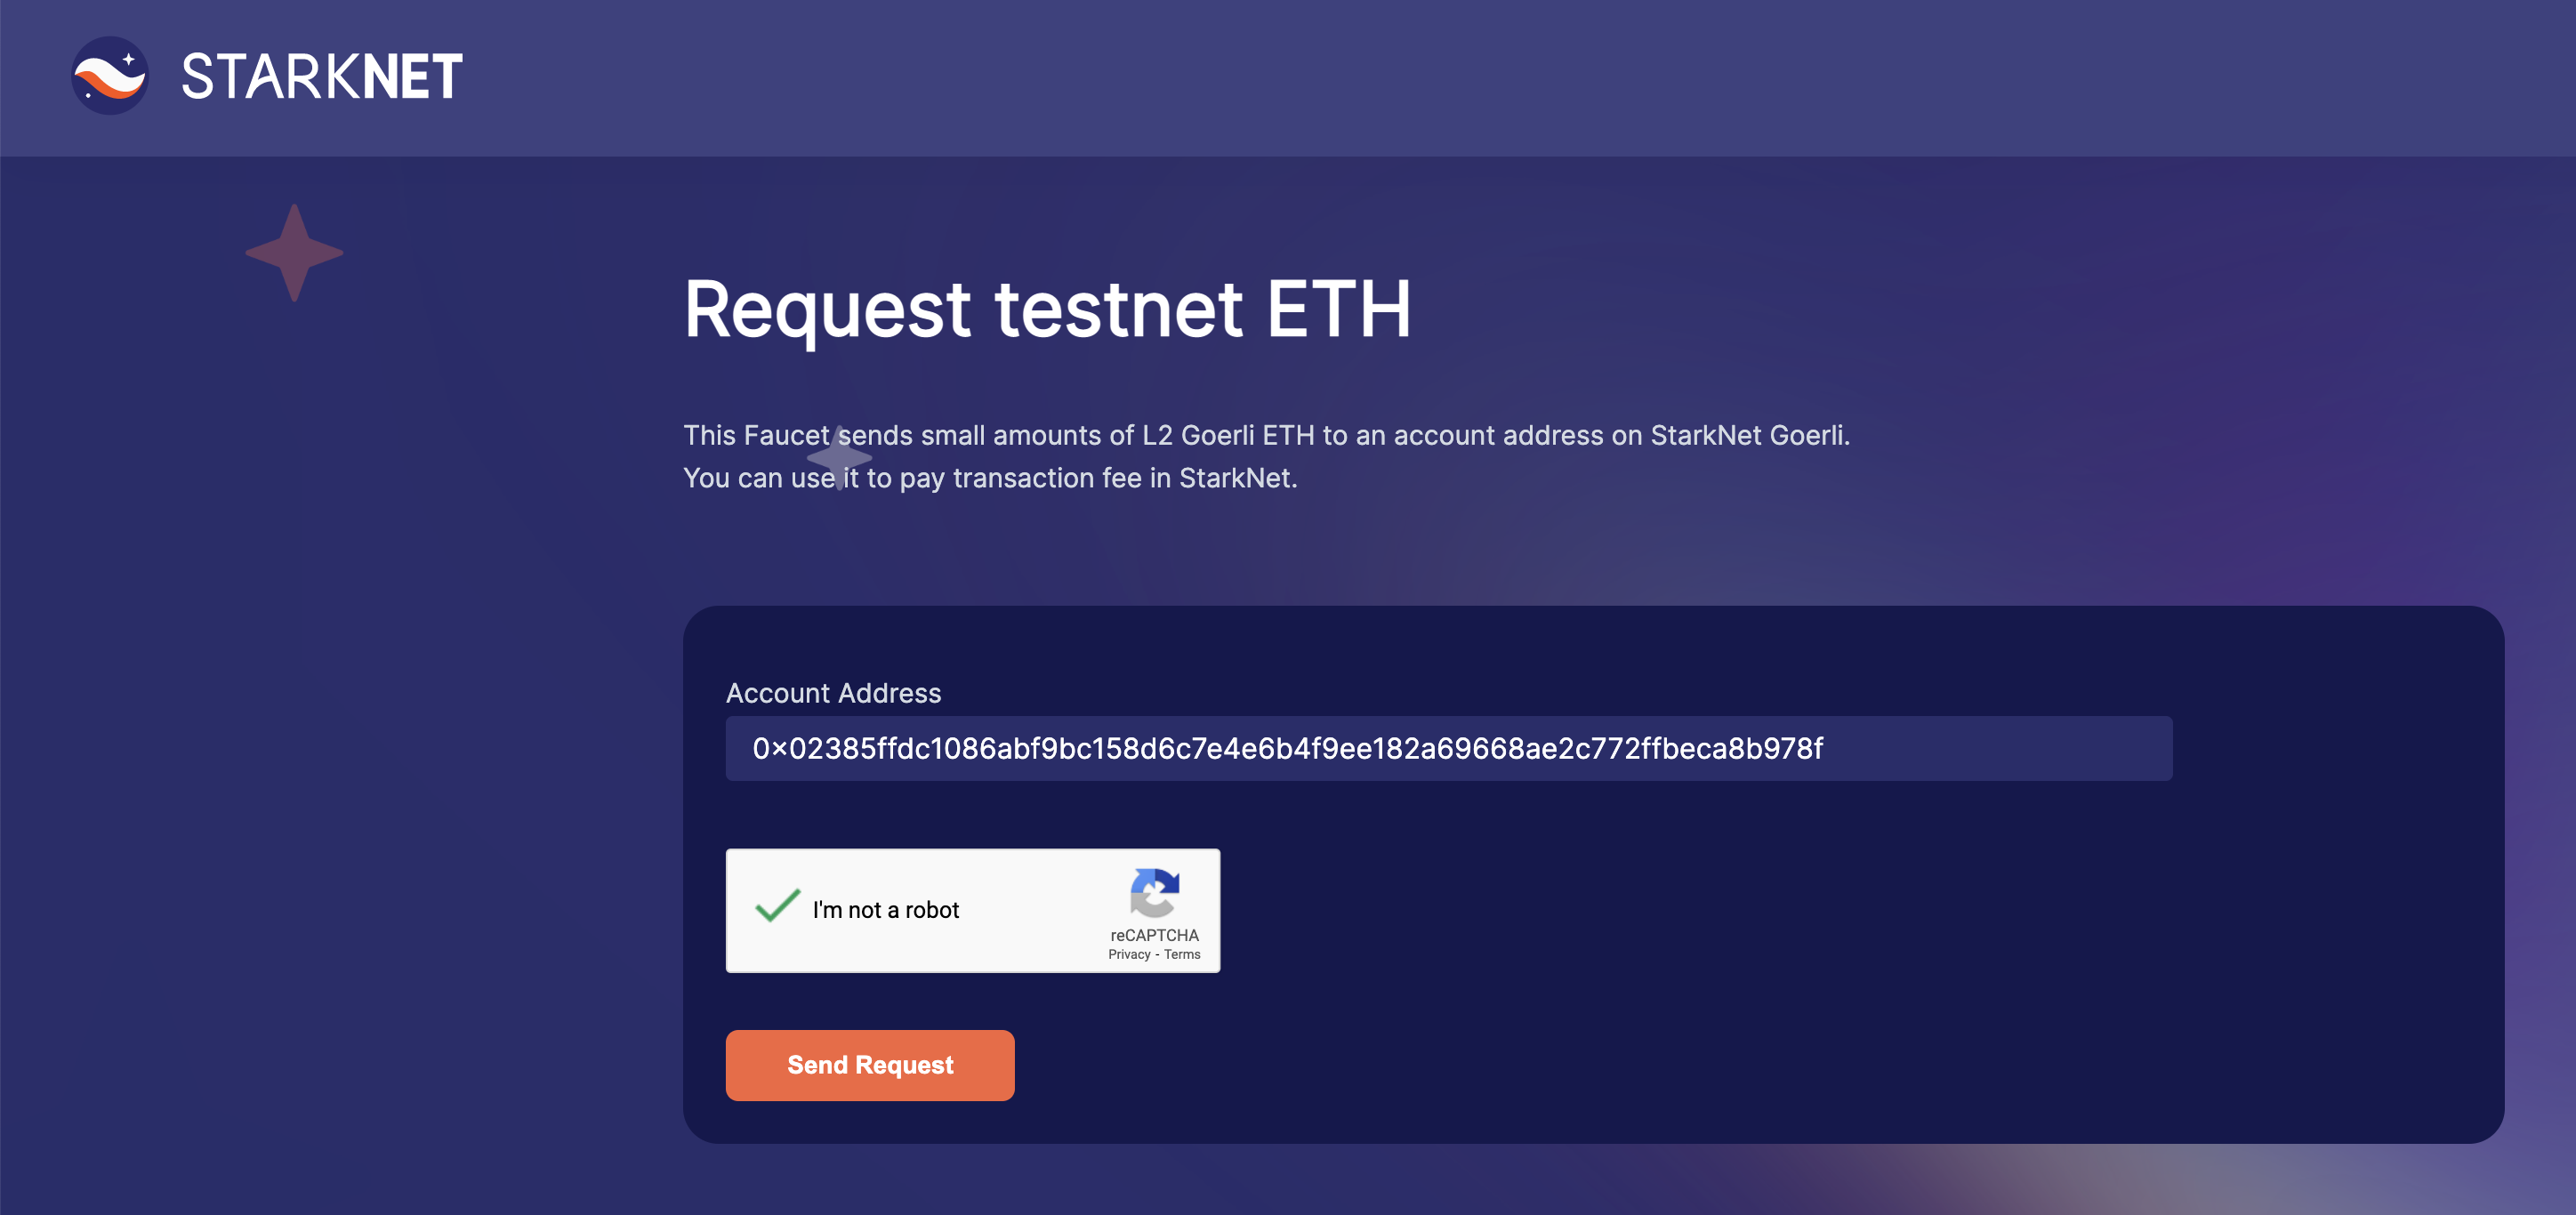 STARKNET
Request testnet ETH
This Faucet sends small amounts of L2 Goerli ETH to an account address on StarkNet Goerli.
You can use it to pay transaction fee in StarkNet.
Account Address
0×02385ffdc1086abf9bc158d6c7e4e6b4f9ee182a69668ae2c772ffbeca8b978f
I'm not a robot
reCAPTCHA
Privacy - Terms
Send Request